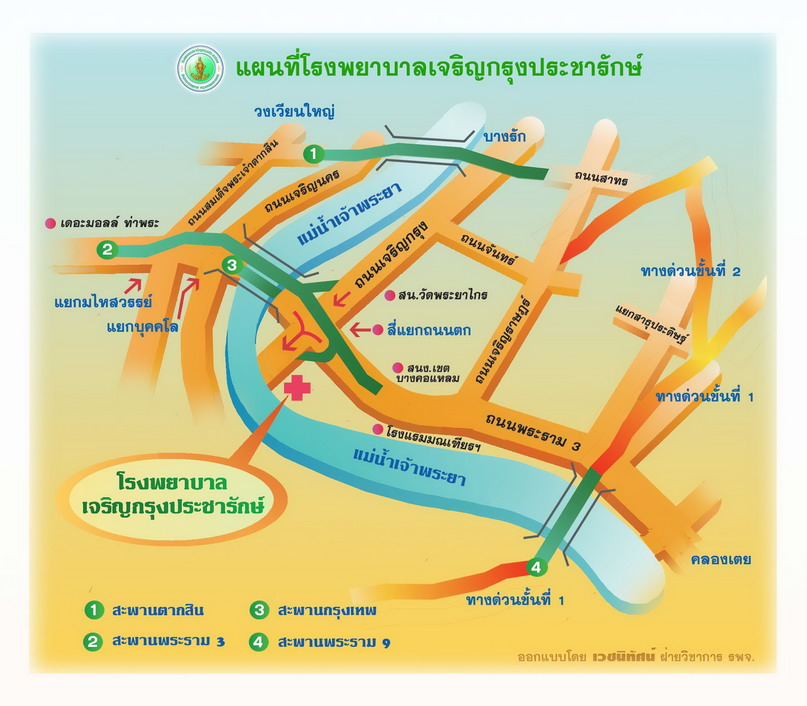 แผนที่โรงพยาบาลเจริญกรุงประชารักษ์
วงเวียนใหญ่
บางรัก
1
ถนนสมเด็จพระเจ้าตากสิน
ถนนเจริญนคร
แม่น้ำเจ้าพระยา
ถนนสาทร
เดอะมอลล์ ท่าพระ
2
3
ถนนเจริญกรุง
ถนนจันทร์
ทางด่วนขั้นที่ 2
แยกมไหสวรรย์
แยกบุคคโล
สน.วัดพระยาไกร
สี่แยกถนนตก
ถนนเจริญราษฎร์
แยกสาธุประดิษฐ์
สนง.เขต
บางคอแหลม
ทางด่วนขั้นที่ 1
โรงแรมมณเฑียรฯ
ถนนพระราม 3
แม่น้ำเจ้าพระยา
โรงพยาบาล
เจริญกรุงประชารักษ์
คลองเตย
4
ทางด่วนขั้นที่ 1
1 สะพานตากสิน
3 สะพานกรุงเทพ
2 สะพานพระราม 3
4 สะพานพระราม 9
ออกแบบโดย เวชนิทัศน์ ฝ่ายวิชาการ รพจ.